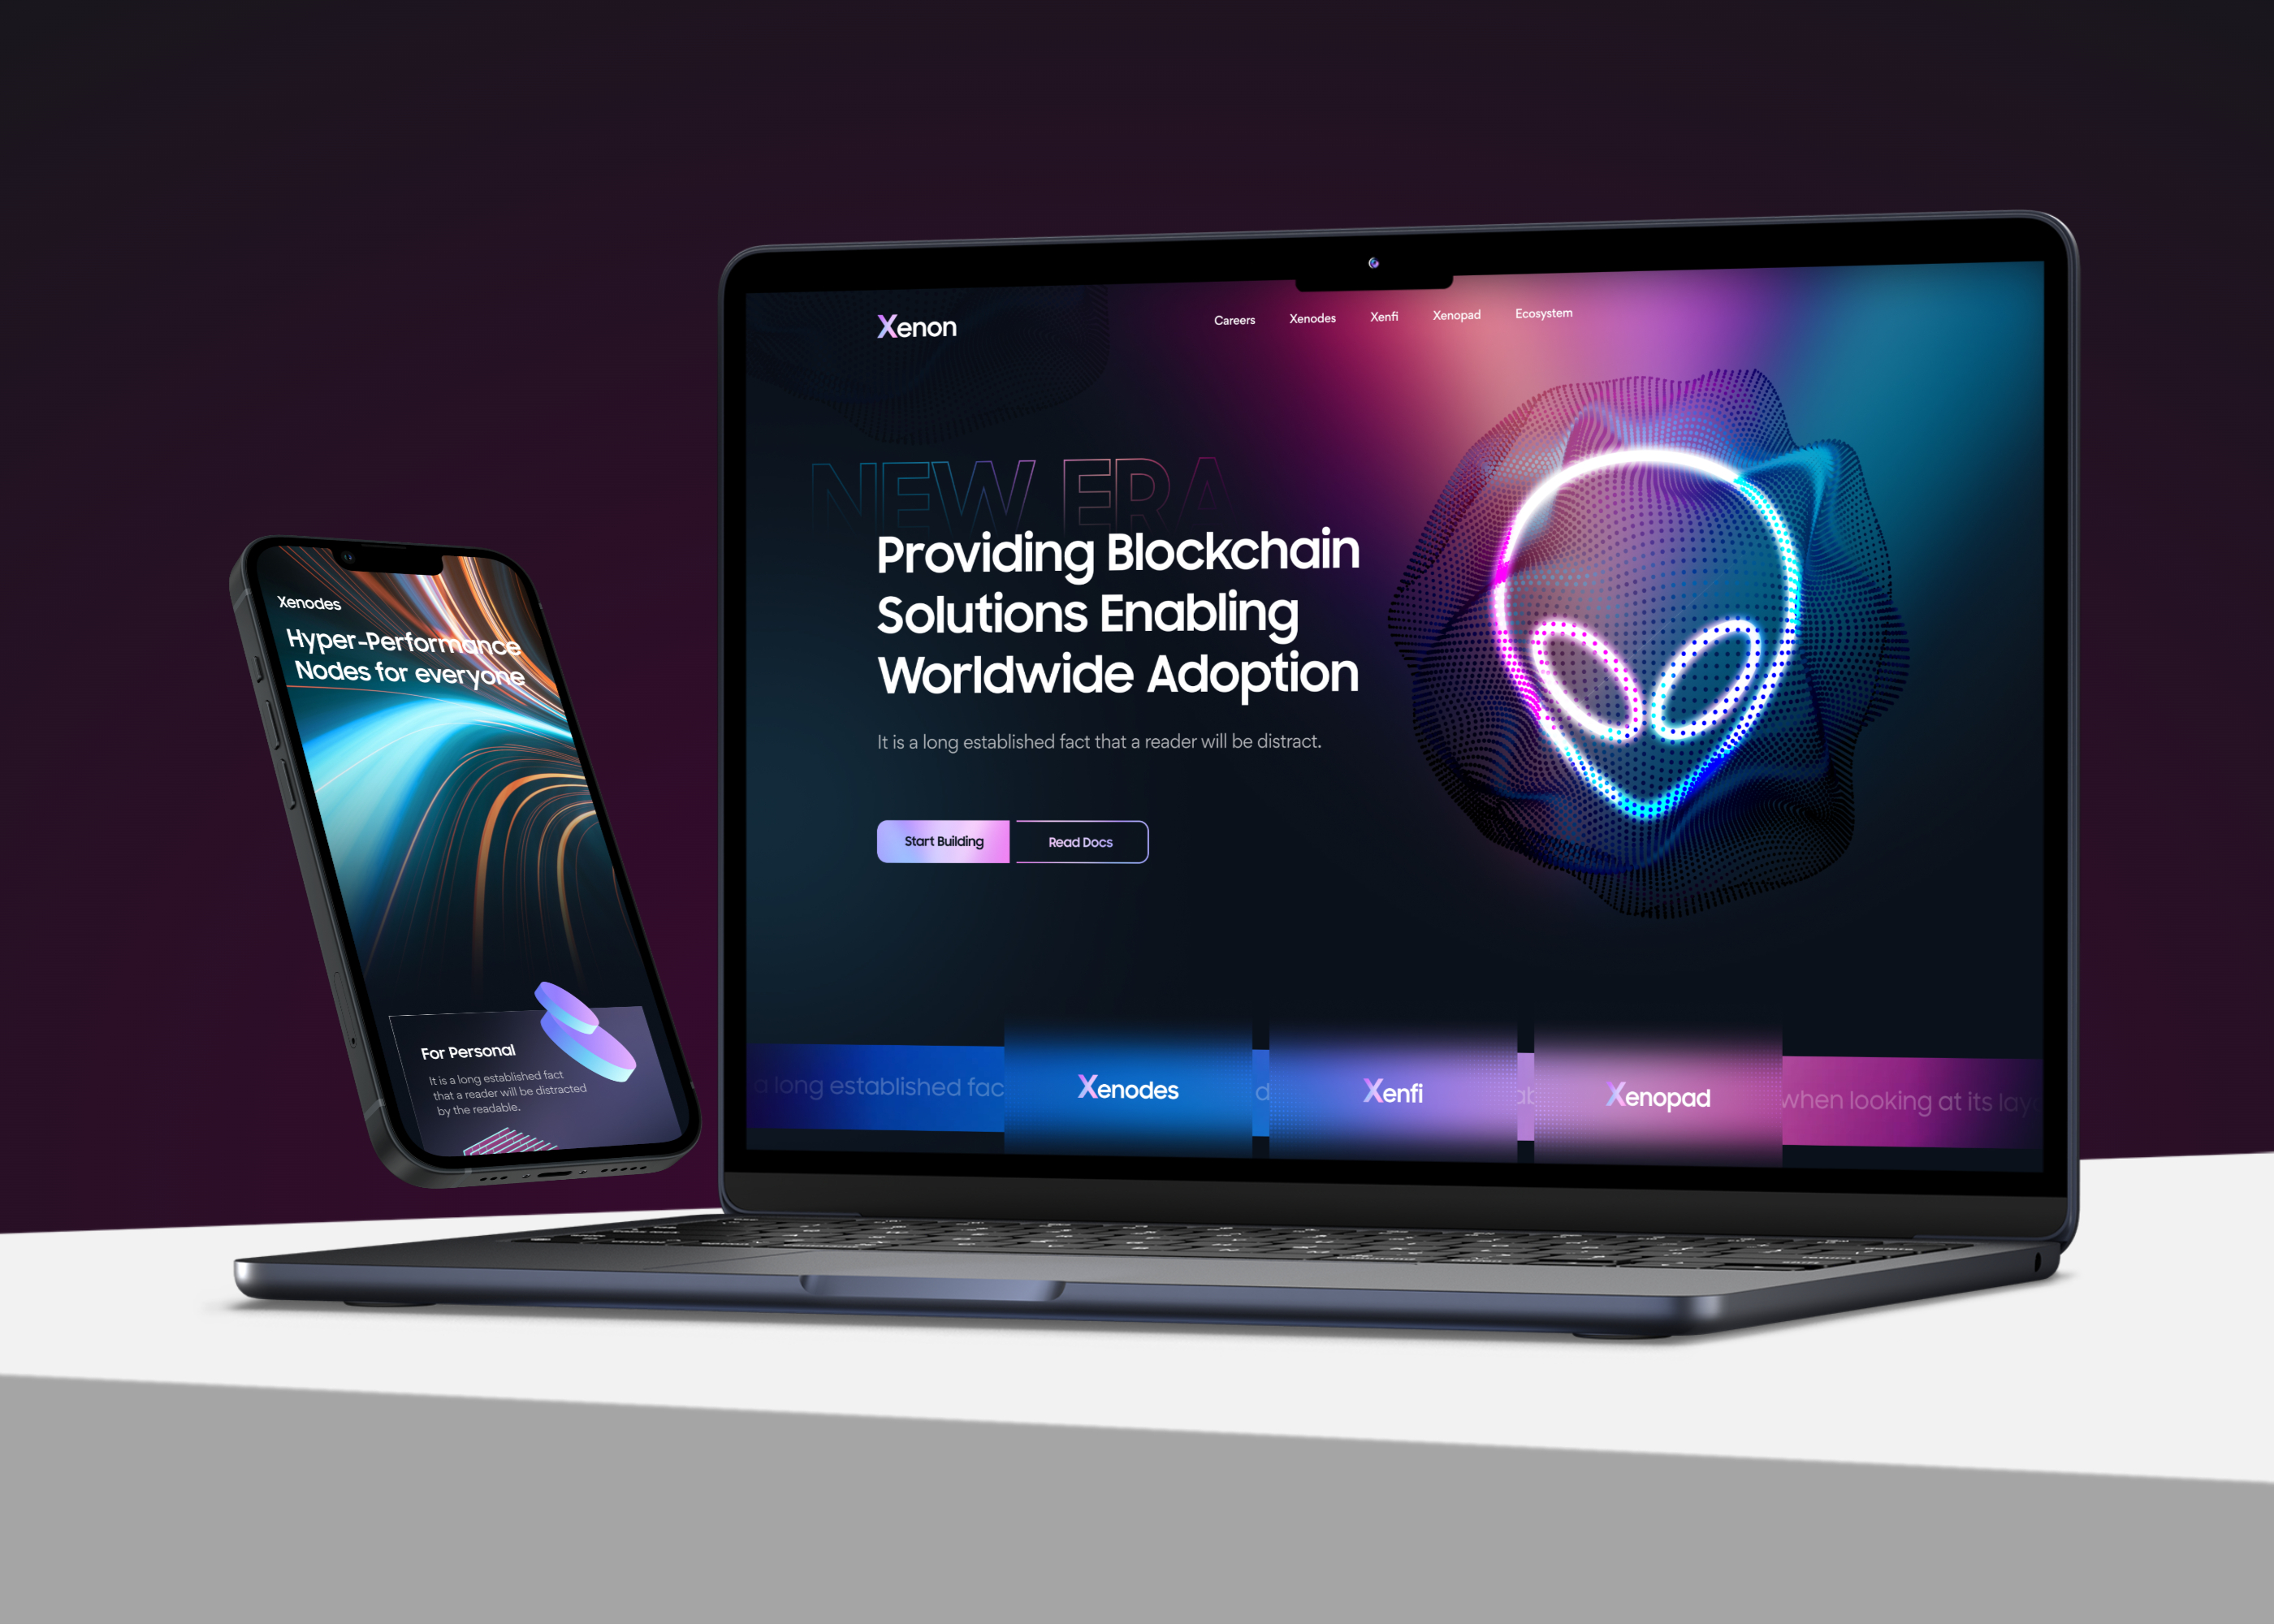 Xenon
Careers
Xenodes
Xenfi
Xenopad
Ecosystem
NEW ERA
Providing Blockchain
Solutions Enabling
Worldwide Adoption
It is a long established fact that a reader will be distract.
Start Building
Read Docs
a long established fac
Xenodes
d
Xenfi
ab
Xenopad
when looking at its lay
Xenodes
Hyper-Performance
Nodes for everyone
For Personal
It is a long established fact
that a reader will be distracted
by the readable.